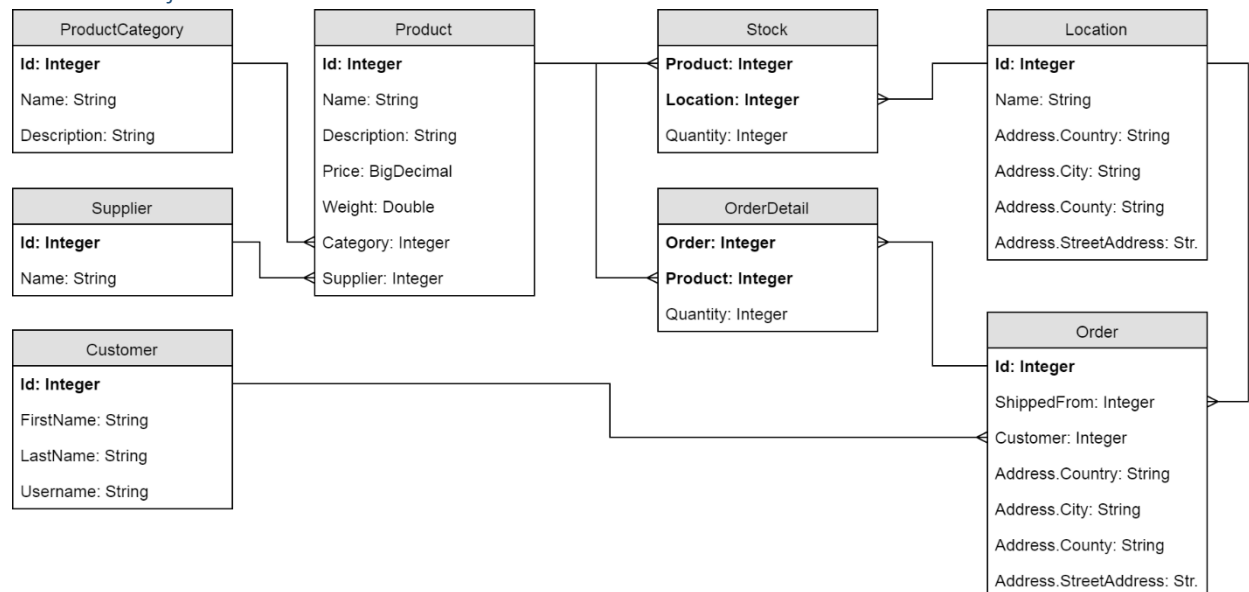 ProductCategory
Id: Integer
Name: String
Description: String
Supplier
Id: Integer
Name: String
Customer
Id: Integer
FirstName: String
LastName: String
Username: String
Product
Id: Integer
Name: String
Description: String
Price: BigDecimal
Weight: Double
Category: Integer
Supplier: Integer
Stock
Product: Integer
Location: Integer
Quantity: Integer
OrderDetail
Order: Integer
Product: Integer
Quantity: Integer
Location
Id: Integer
Name: String
Address.Country: String
Address.City: String
Address.County: String
Address.StreetAddress: Str.
Order
Id: Integer
ShippedFrom: Integer
Customer: Integer
Address.Country: String
Address.City: String
Address.County: String
Address.StreetAddress: Str.